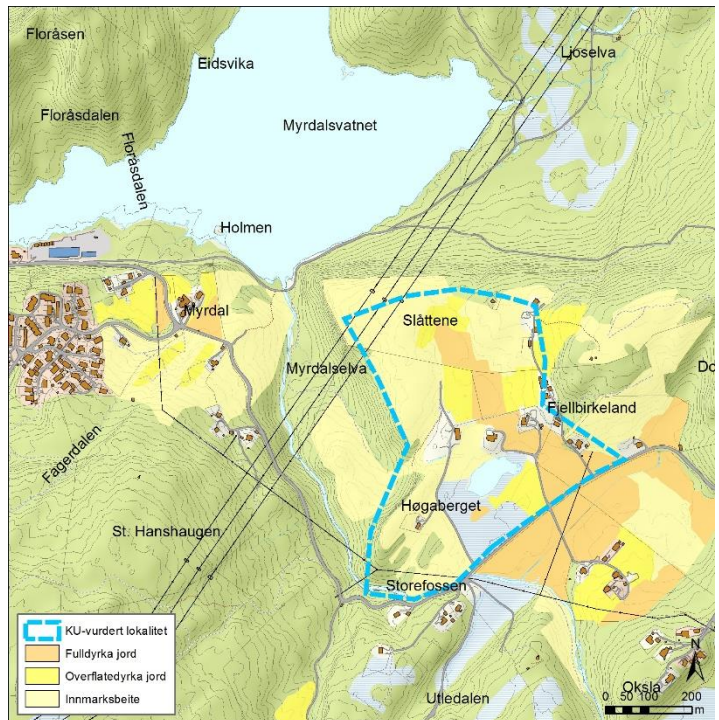 Floråsen
Eidsvika
Ljoselva
Floråsdalen
Myrdalsvatnet
Floråsdalen
Holmen
Myrdal
Slåttene
Myrdalselva
Do
Fjellbirkeland
Fagerdalen
Høgaberget
St. Hanshaugen
Storefossen
KU-vurdert lokalitet
Fulldyrka jord
Overflatedyrka jord
Innmarksbeite
Utledalen
N
Oksla
0 50 100 200
m